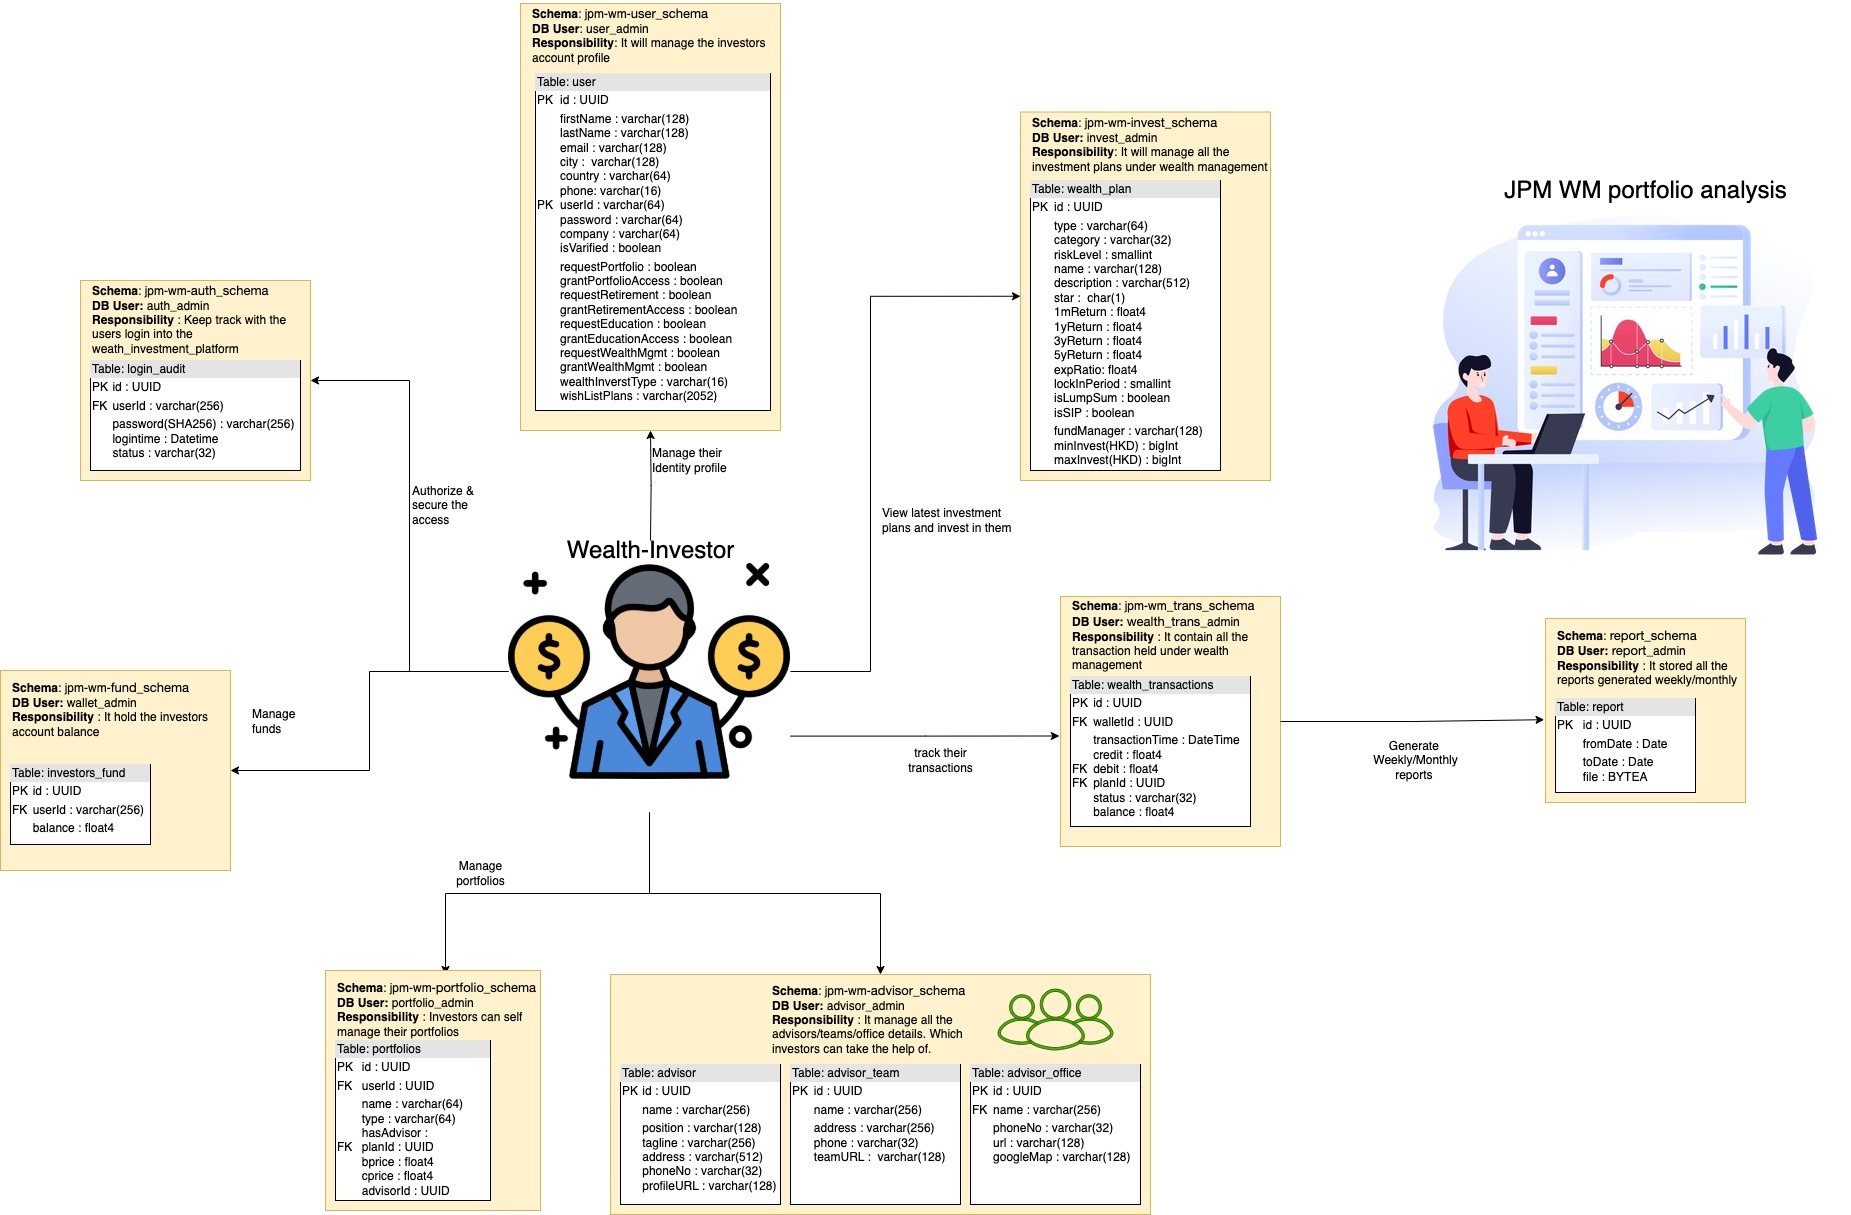 Schema: jpm-wm-user_schema
DB User: user_admin
Responsibility: It will manage the investors
account profile
Table: user
PK id : UUID
firstName : varchar(128)
lastName : varchar(128)
email : varchar(128)
city : varchar(128)
country : varchar(64)
phone: varchar(16)
PK userId : varchar(64)
password : varchar(64)
company : varchar(64)
isVarified : boolean
requestPortfolio : boolean
grantPortfolioAccess : boolean
requestRetirement : boolean
grantRetirementAccess : boolean
requestEducation : boolean
grantEducationAccess : boolean
requestWealthMgmt : boolean
grantWealthMgmt : boolean
wealthInverstType : varchar(16)
wishListPlans : varchar(2052)
Schema: jpm-wm-invest_schema
DB User: invest_admin
Responsibility: It will manage all the
investment plans under wealth management
Table: wealth_plan
PK id : UUID
type : varchar(64)
category : varchar(32)
riskLevel : smallint
name : varchar(128)
description : varchar(512)
star : char(1)
1mReturn : float4
1yReturn : float4
3yReturn : float4
5yReturn : float4
expRatio: float4
lockInPeriod : smallint
isLumpSum : boolean
isSIP : boolean
fundManager : varchar(128)
minInvest(HKD) : bigInt
maxInvest(HKD) : bigInt
JPM WM portfolio analysis
Schema: jpm-wm-auth_schema
DB User: auth_admin
Responsibility : Keep track with the
users login into the
weath_investment_platform
Table: login_audit
PK id : UUID
FK userId : varchar(256)
password(SHA256) : varchar(256)
logintime : Datetime
status : varchar(32)
Manage their
Identity profile
Authorize &
secure the
access
View latest investment
plans and invest in them
Wealth-Investor
Schema: jpm-wm-fund_schema
DB User: wallet_admin
Responsibility : It hold the investors
account balance
Table: investors_fund
PK id : UUID
FK userId : varchar(256)
balance : float4
Manage
funds
$
$
track their
transactions
Schema: jpm-wm_trans_schema
DB User: wealth_trans_admin
Responsibility : It contain all the
transaction held under wealth
management
Table: wealth_transactions
PK id : UUID
FK walletId : UUID
transactionTime : DateTime
credit : float4
FK debit : float4
FK planId : UUID
status : varchar(32)
balance : float4
Generate
Weekly/Monthly
reports
Schema: report_schema
DB User: report_admin
Responsibility : It stored all the
reports generated weekly/monthly
Table: report
PK id : UUID
fromDate : Date
toDate : Date
file : BYTEA
Manage
portfolios
Schema: jpm-wm-portfolio_schema
DB User: portfolio_admin
Responsibility : Investors can self
manage their portfolios
Table: portfolios
PK id : UUID
FK userId : UUID
name : varchar(64)
type : varchar(64)
hasAdvisor :
FK planId : UUID
bprice : float4
cprice : float4
advisorId : UUID
Schema: jpm-wm-advisor_schema
DB User: advisor_admin
Responsibility : It manage all the
advisors/teams/office details. Which
investors can take the help of.
Table: advisor
PK id : UUID
name : varchar(256)
position : varchar(128)
tagline : varchar(256)
address : varchar(512)
phoneNo : varchar(32)
profileURL : varchar(128)
Table: advisor_team
PK id : UUID
name : varchar(256)
address : varchar(256)
phone : varchar(32)
teamURL : varchar(128)
Table: advisor_office
PK id : UUID
FK name : varchar(256)
phoneNo : varchar(32)
url : varchar(128)
googleMap : varchar(128)